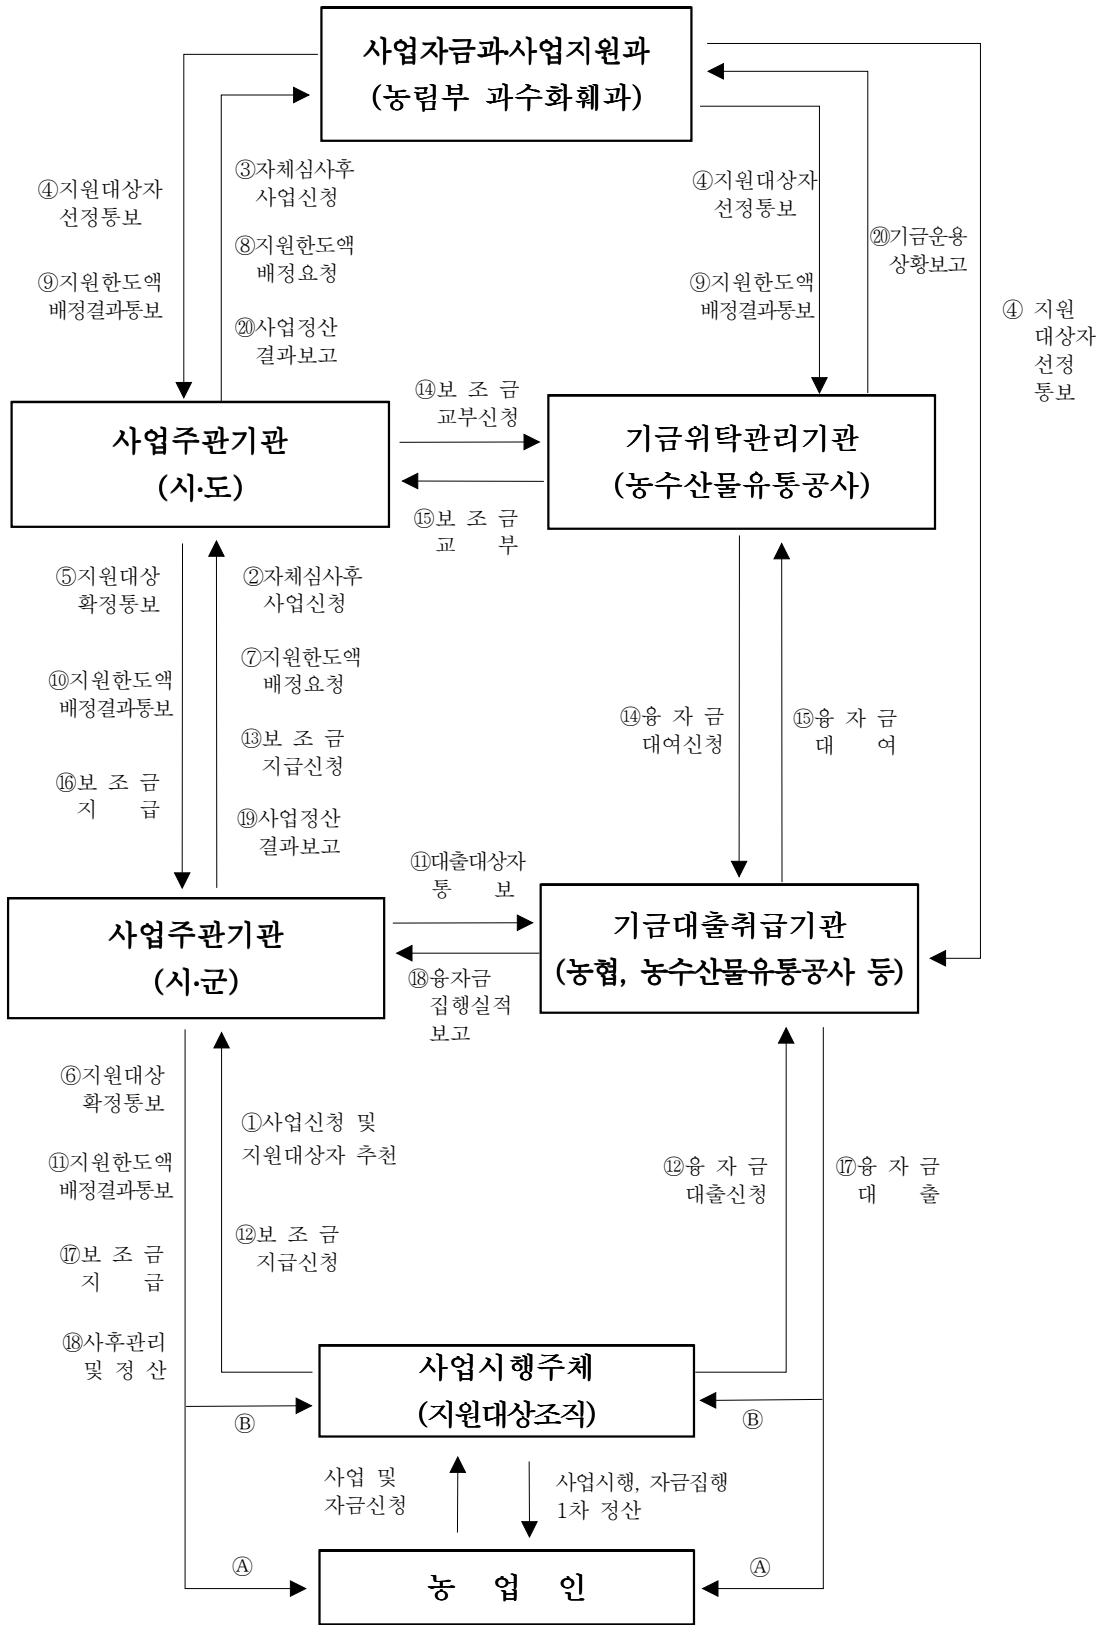 사업자금과·사업지원과
(농림부 과수화훼과)
③자체심사후
사업신청
④지원대상자
선정통보
④지원대상자
선정통보
⑧지원한도액
배정요청
⑳기금운용
상황보고
⑨지원한도액
배정결과통보
⑨지원한도액
배정결과통보
④ 지원
대상자
선정
통보
⑳사업정산
결과보고
⑭보 조 금
교부신청
사업주관기관
(시·도)
기금위탁관리기관
(농수산물유통공사)
⑮보 조 금
교 부
⑤지원대상
확정통보
②자체심사후
사업신청
⑦지원한도액
배정요청
⑩지원한도액
배정결과통보
⑭융 자 금
대여신청
⑮융 자 금
대 여
⑬보 조 금
지급신청
⑯보 조 금
지 급
⑲사업정산
결과보고
⑪대출대상자
통 보
사업주관기관
(시·군)
기금대출취급기관
(농협, 농수산물유통공사 등)
⑱융자금
집행실적
보고
⑥지원대상
확정통보
①사업신청 및
지원대상자 추천
⑪지원한도액
배정결과통보
⑫융 자 금
대출신청
⑰융 자 금
대 출
⑫보 조 금
지급신청
⑰보 조 금
지 급
⑱사후관리
및 정 산
사업시행주체
(지원대상조직)
Ⓑ
Ⓑ
사업 및
자금신청
사업시행, 자금집행
1차 정산
Ⓐ
Ⓐ
농 업 인